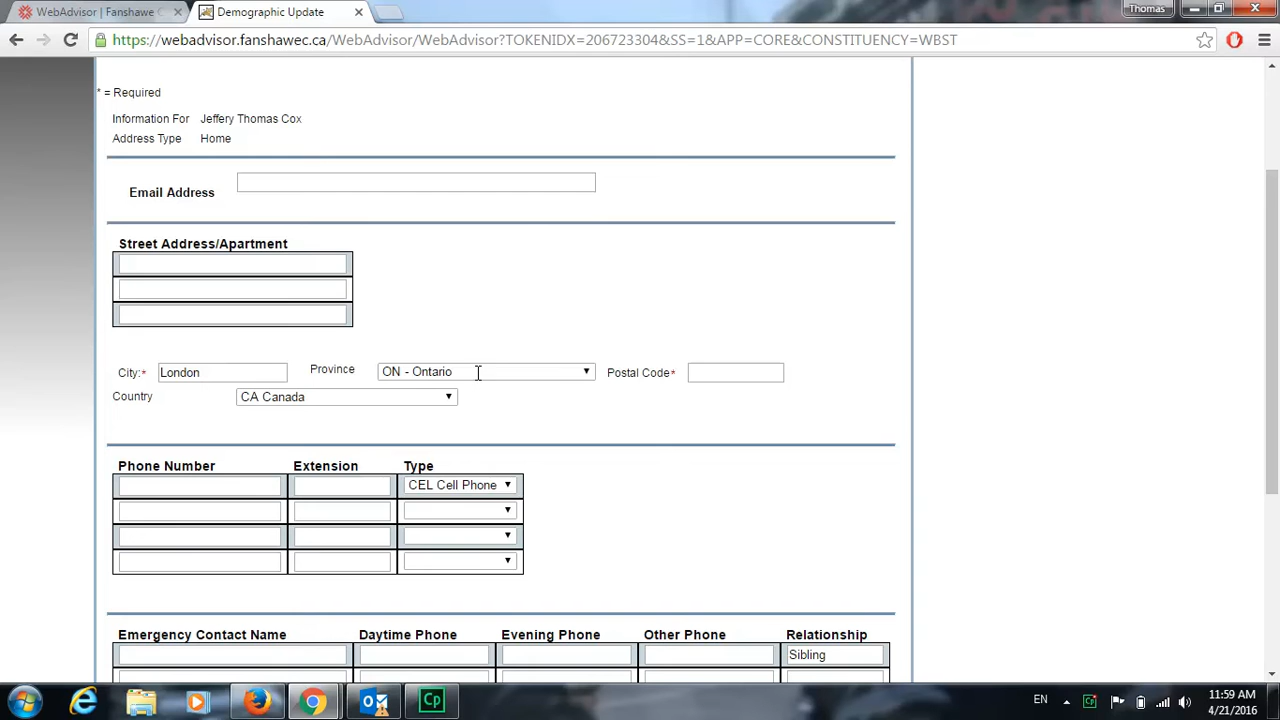 WebAdvisor | Fanshawe C
Demographic Update
Thomas
https://webadvisor.fanshawec.ca/WebAdvisor/WebAdvisor?TOKENIDX=206723304&SS=1&APP=CORE&CONSTITUENCY=WBST
* = Required
Information For Jeffery Thomas Cox
Address Type Home
Email Address
Street Address/Apartment
City:* London Province ON - Ontario Postal Code*
Country CA Canada
Phone Number Extension Type
CEL Cell Phone
Emergency Contact Name Daytime Phone Evening Phone Other Phone Relationship
Sibling
EN
11:59 AM
4/21/2016
Cp
Cp